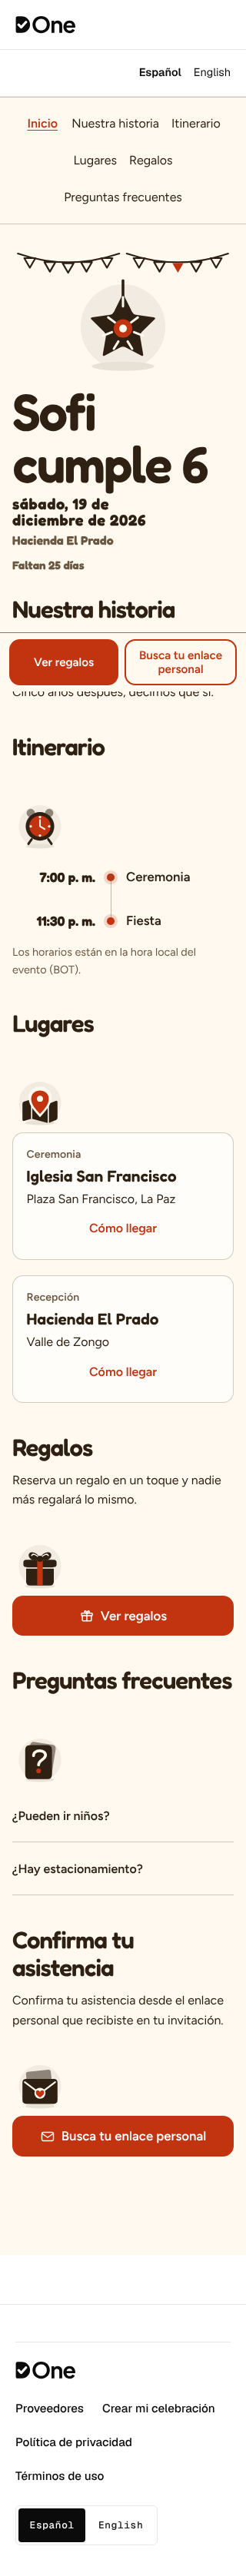 One
Español English
Inicio Nuestra historia Itinerario
Lugares Regalos
Preguntas frecuentes
Sofi
cumple 6
sábado, 19 de
diciembre de 2026
Hacienda El Prado
Faltan 25 días
Nuestra historia
Ver regalos
Busca tu enlace
personal
Cinco años después, decimos que sí.
Itinerario
7:00 p. m. Ceremonia
11:30 p. m. Fiesta
Los horarios están en la hora local del
evento (BOT).
Lugares
Ceremonia
Iglesia San Francisco
Plaza San Francisco, La Paz
Cómo llegar
Recepción
Hacienda El Prado
Valle de Zongo
Cómo llegar
Regalos
Reserva un regalo en un toque y nadie
más regalará lo mismo.
Ver regalos
Preguntas frecuentes
?
¿Pueden ir niños?
¿Hay estacionamiento?
Confirma tu
asistencia
Confirma tu asistencia desde el enlace
personal que recibiste en tu invitación.
Busca tu enlace personal
One
Proveedores Crear mi celebración
Política de privacidad
Términos de uso
Español English